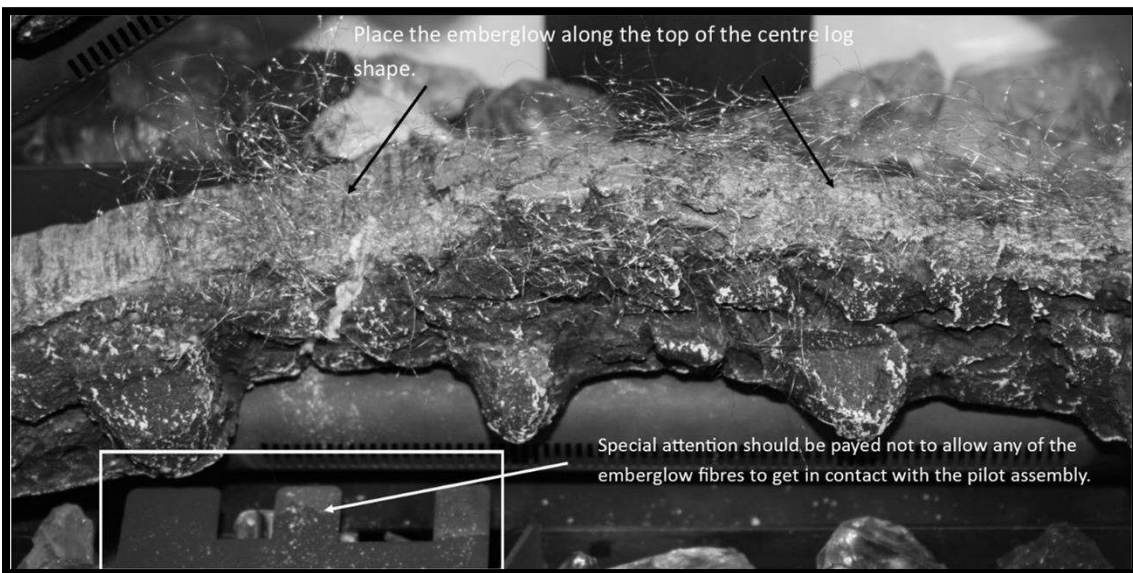 Place the emberglow along the top of the centre log
shape.
Special attention should be payed not to allow any of the
emberglow fibres to get in contact with the pilot assembly.